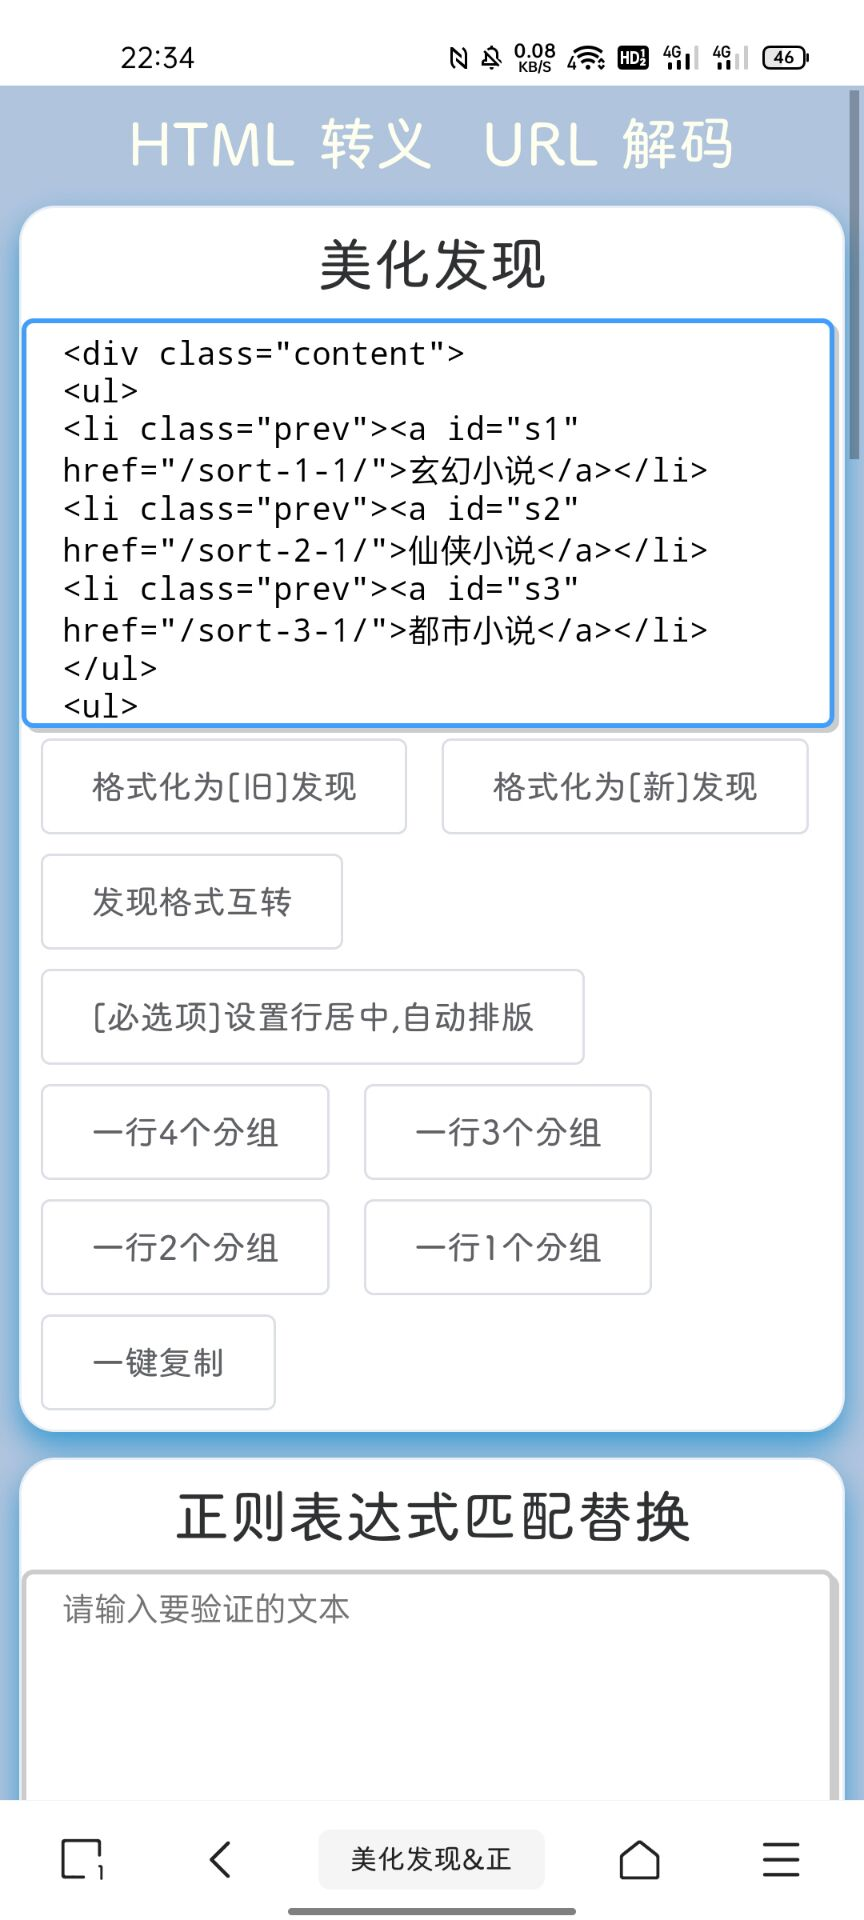 22:34
0.08
KB/S
4
HD
1
2
4G
4G
46
HTML 转义 URL 解码
美化发现
<div class="content">
<ul>
<li class="prev"><a id="s1"
href="/sort-1-1/">玄幻小说</a></li>
<li class="prev"><a id="s2"
href="/sort-2-1/">仙侠小说</a></li>
<li class="prev"><a id="s3"
href="/sort-3-1/">都市小说</a></li>
</ul>
<ul>
格式化为[旧]发现 格式化为[新]发现
发现格式互转
[必选项]设置行居中,自动排版
一行4个分组 一行3个分组
一行2个分组 一行1个分组
一键复制
正则表达式匹配替换
请输入要验证的文本
1
美化发现&正